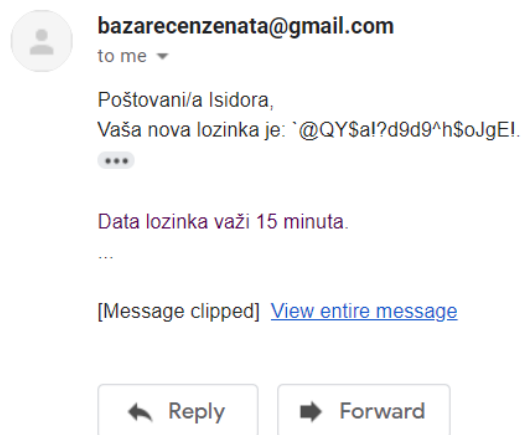 bazarecenzenata@gmail.com
to me
Poštovani/a Isidora,
Vaša nova lozinka je: `@QY$a!?d9d9^h$oJgE!.
Data lozinka važi 15 minuta.
...
[Message clipped] View entire message
Reply Forward